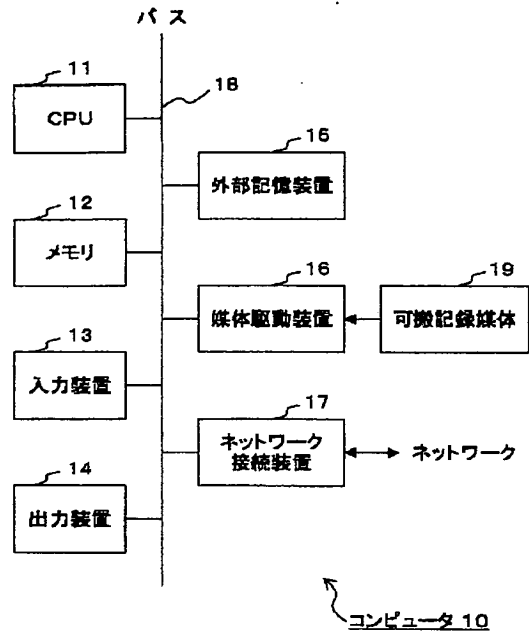 バス
11
18
CPU
16
外部記憶装置
12
メモリ
16
19
媒体駆動装置
可搬記録媒体
13
入力装置
17
ネットワーク
接続装置
ネットワーク
14
出力装置
コンピュータ 10